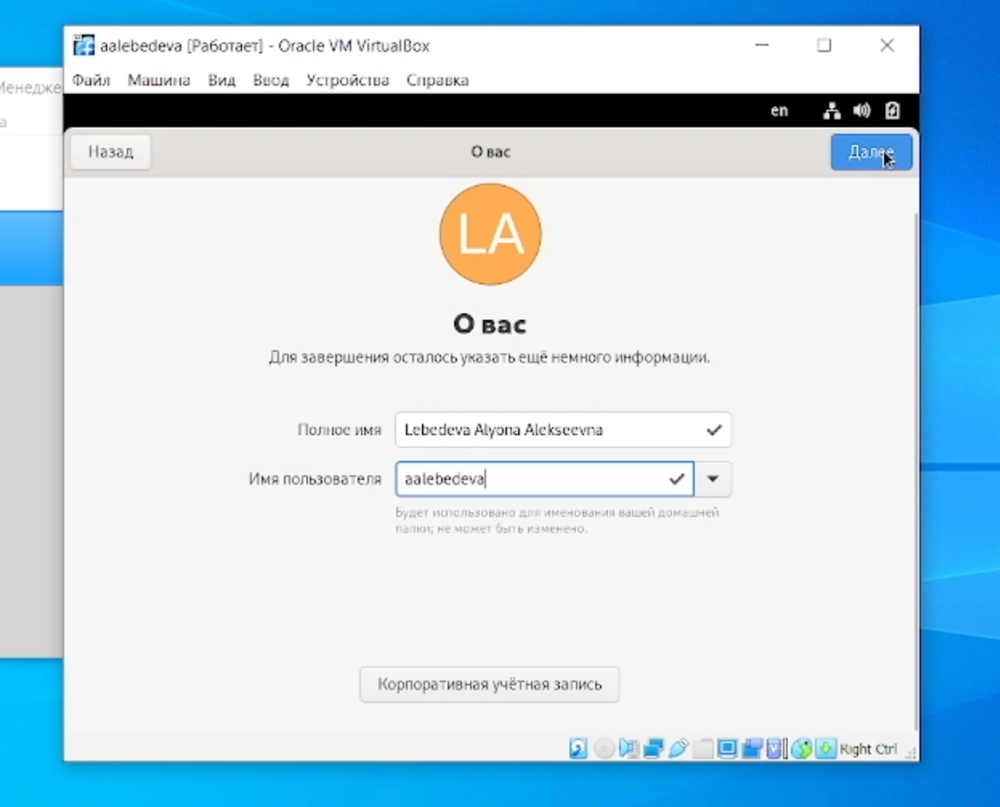 aalebedeva [Работает] - Oracle VM VirtualBox
Файл Машина Вид Ввод Устройства Справка
en
Назад О вас Далее
LA
О вас
Для завершения осталось указать ещё немного информации.
Полное имя Lebedeva Alyona Alekseevna
Имя пользователя aalebedeva
Будет использовано для именования вашей домашней
папки; не может быть изменено.
Корпоративная учётная запись
Right Ctrl